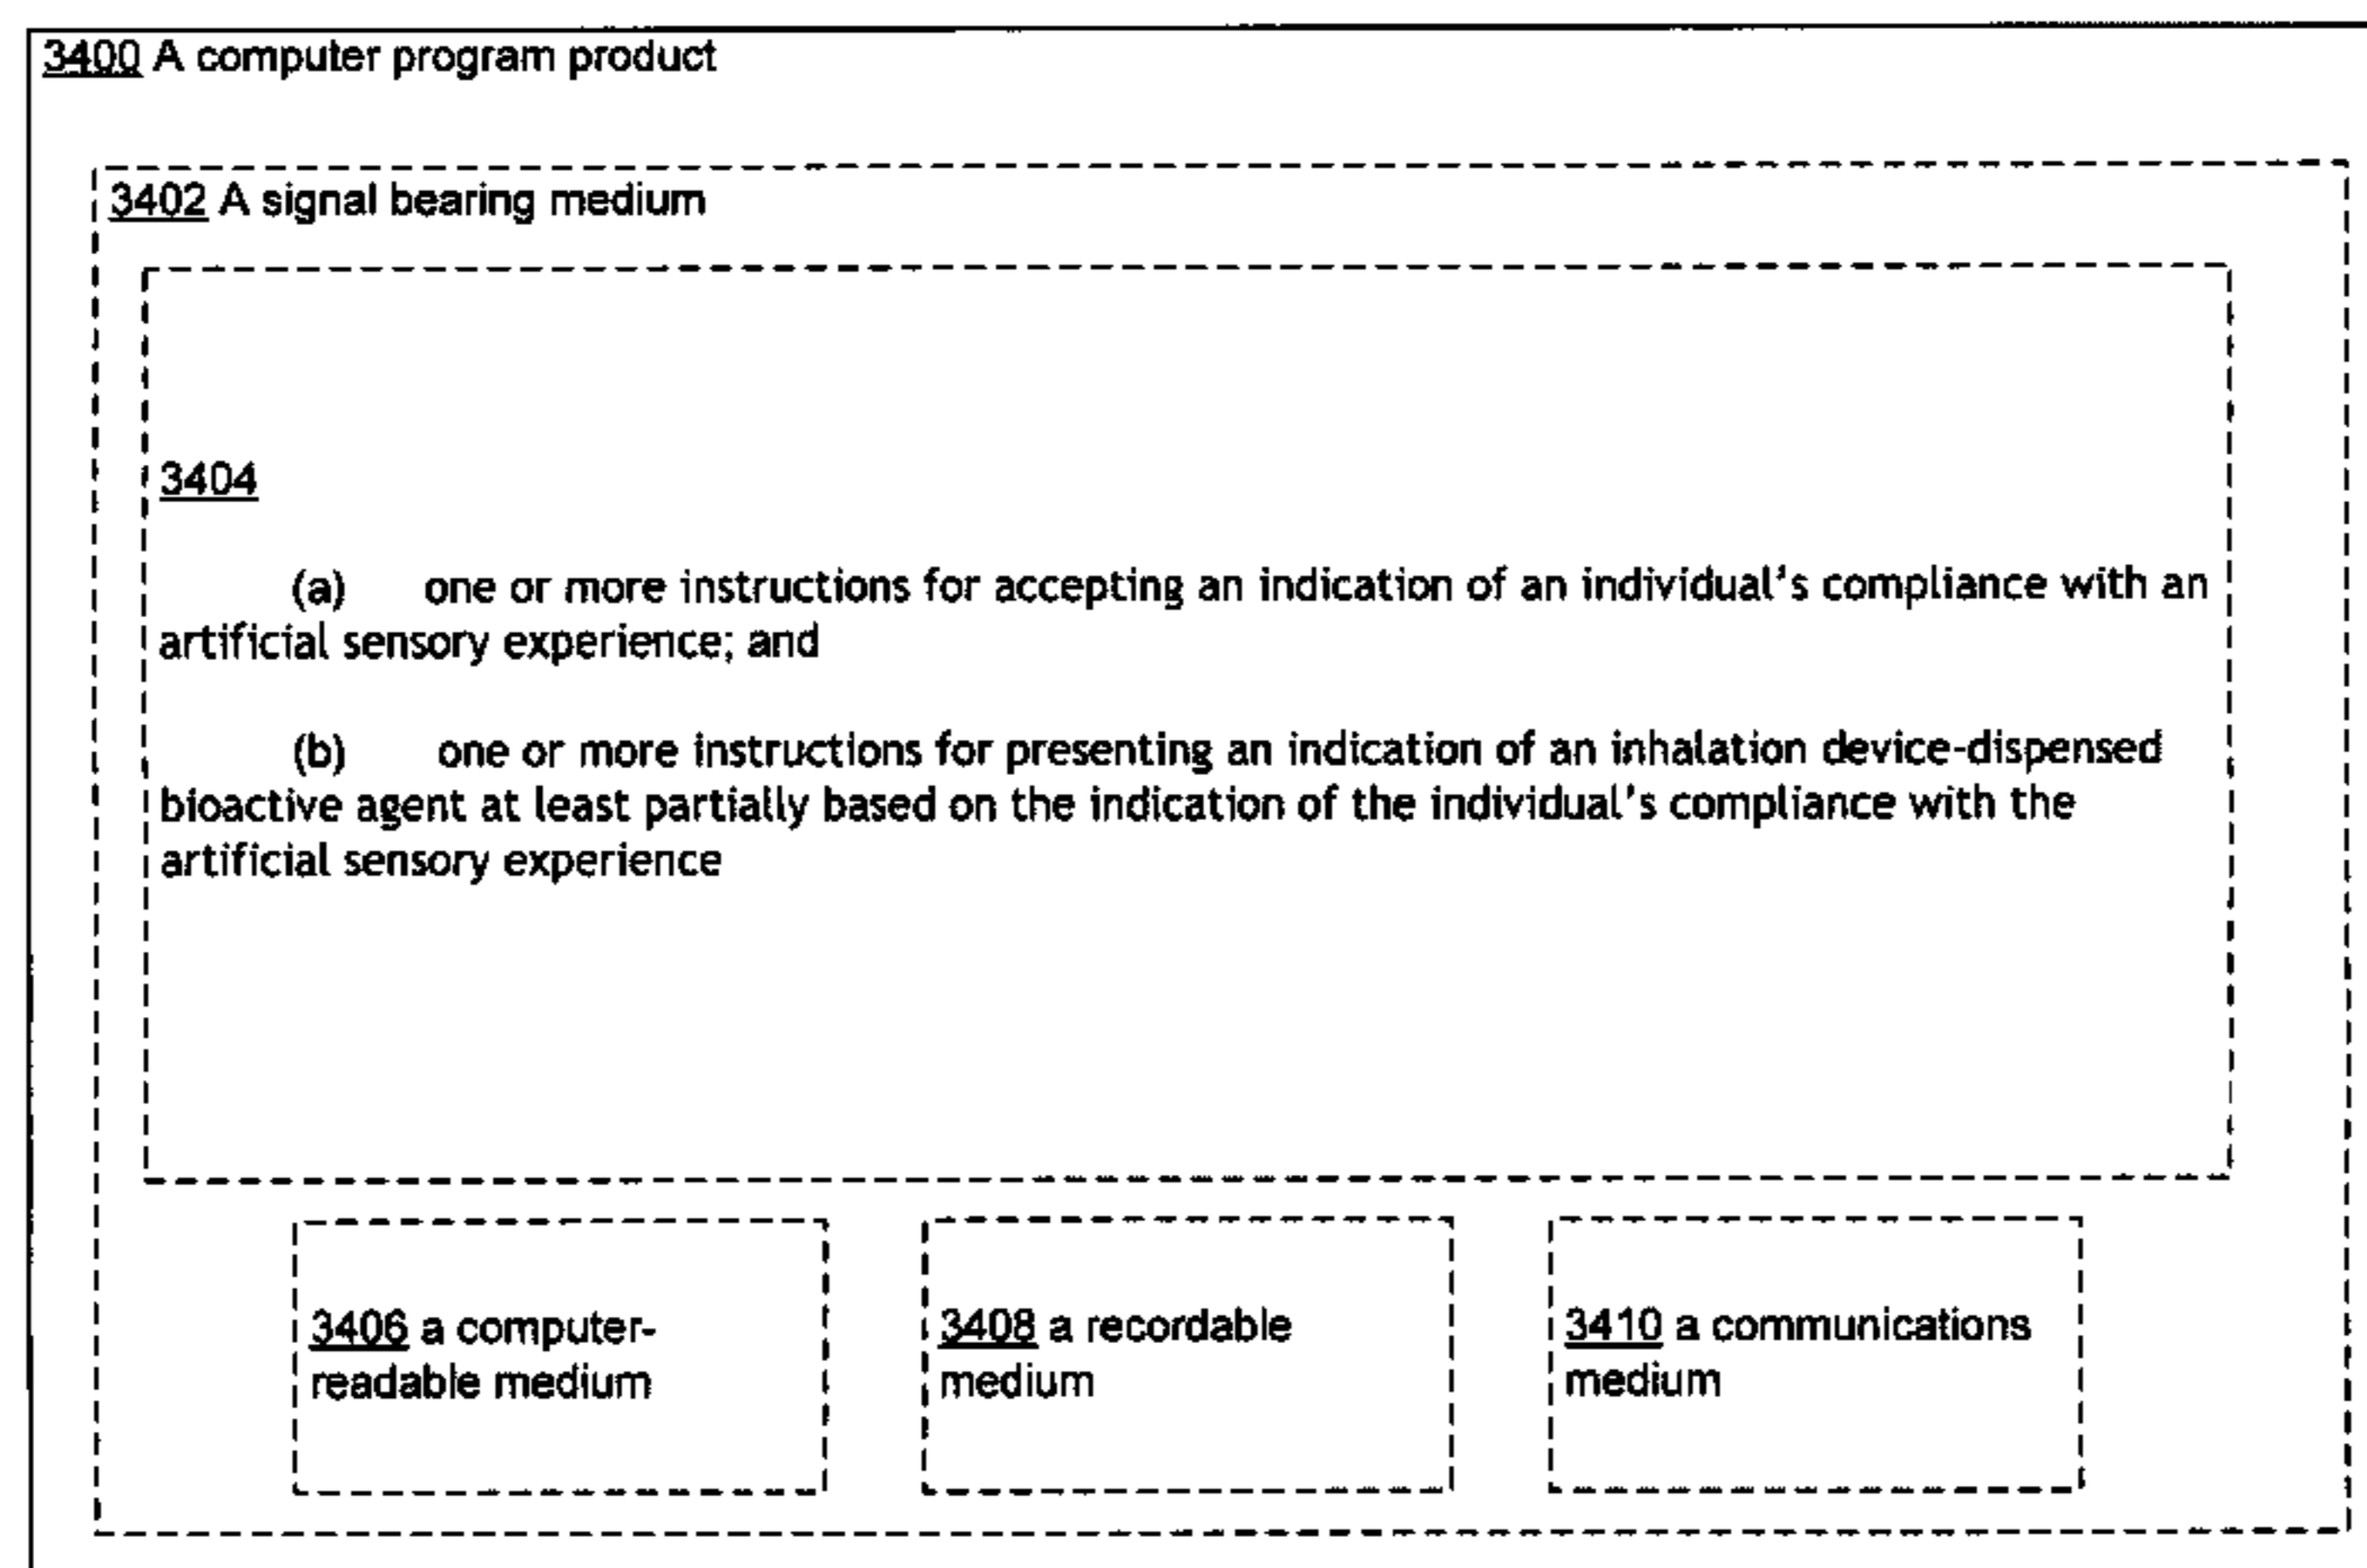 3400 A computer program product
3402 A signal bearing medium
3404
(a) one or more instructions for accepting an indication of an individual's compliance with an
artificial sensory experience; and
(b) one or more instructions for presenting an indication of an inhalation device-dispensed
bioactive agent at least partially based on the indication of the individual's compliance with the
artificial sensory experience
3406 a computer-
readable medium
3408 a recordable
medium
3410 a communications
medium